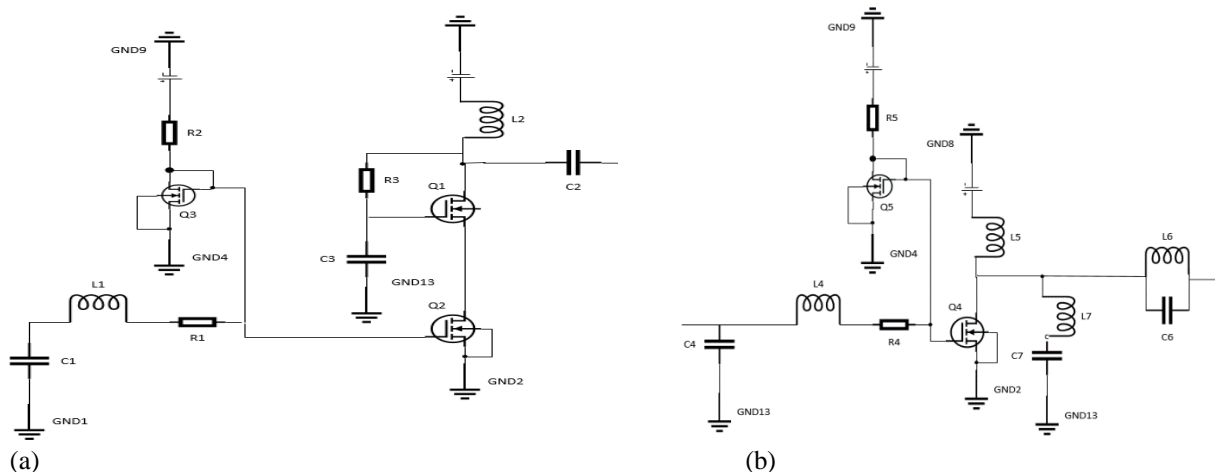 GND9
R2
Q3
GND4
L1
R1
C1
GND1
L2
R3
Q1
C2
C3
GND13
Q2
GND2
(a)
GND9
R5
Q5
GND4
GND8
L5
L6
C6
L4
R4
Q4
L7
C4
C7
GND2
GND13
GND13
(b)